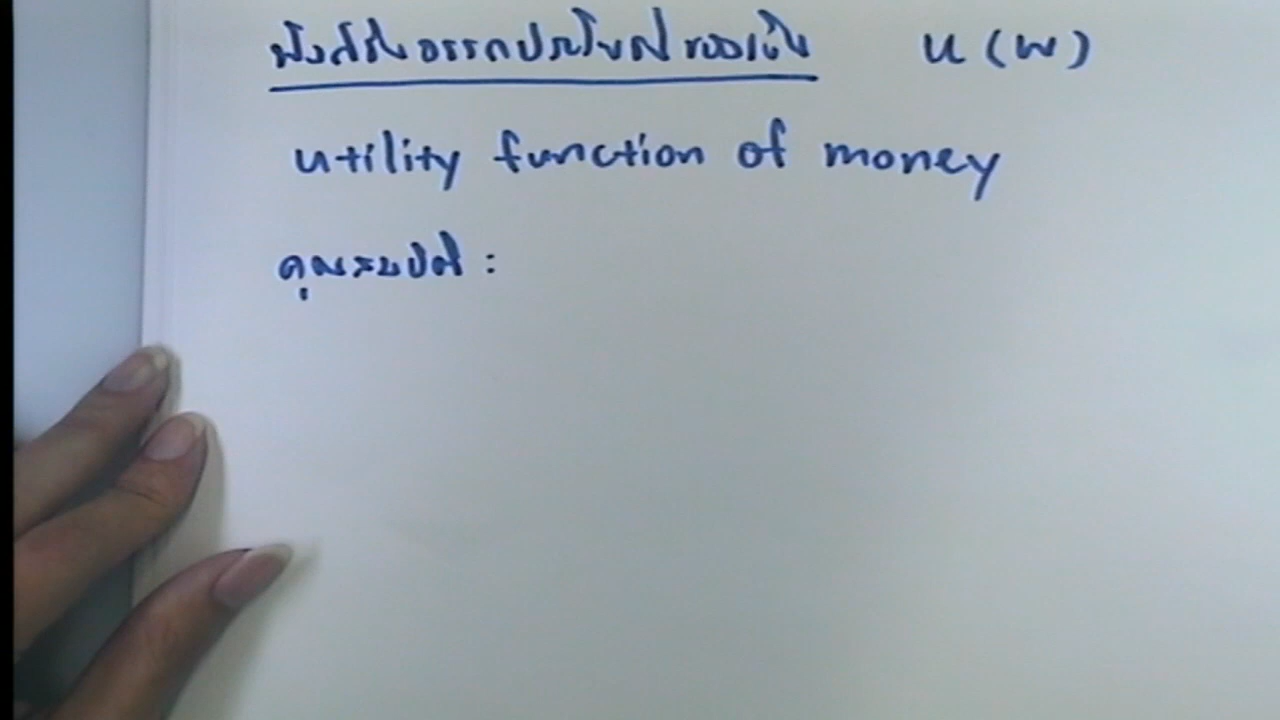 ฟังก์ชันอรรถประโยชน์ของเงิน u(w)
utility function of money
คุณสมบัติ :